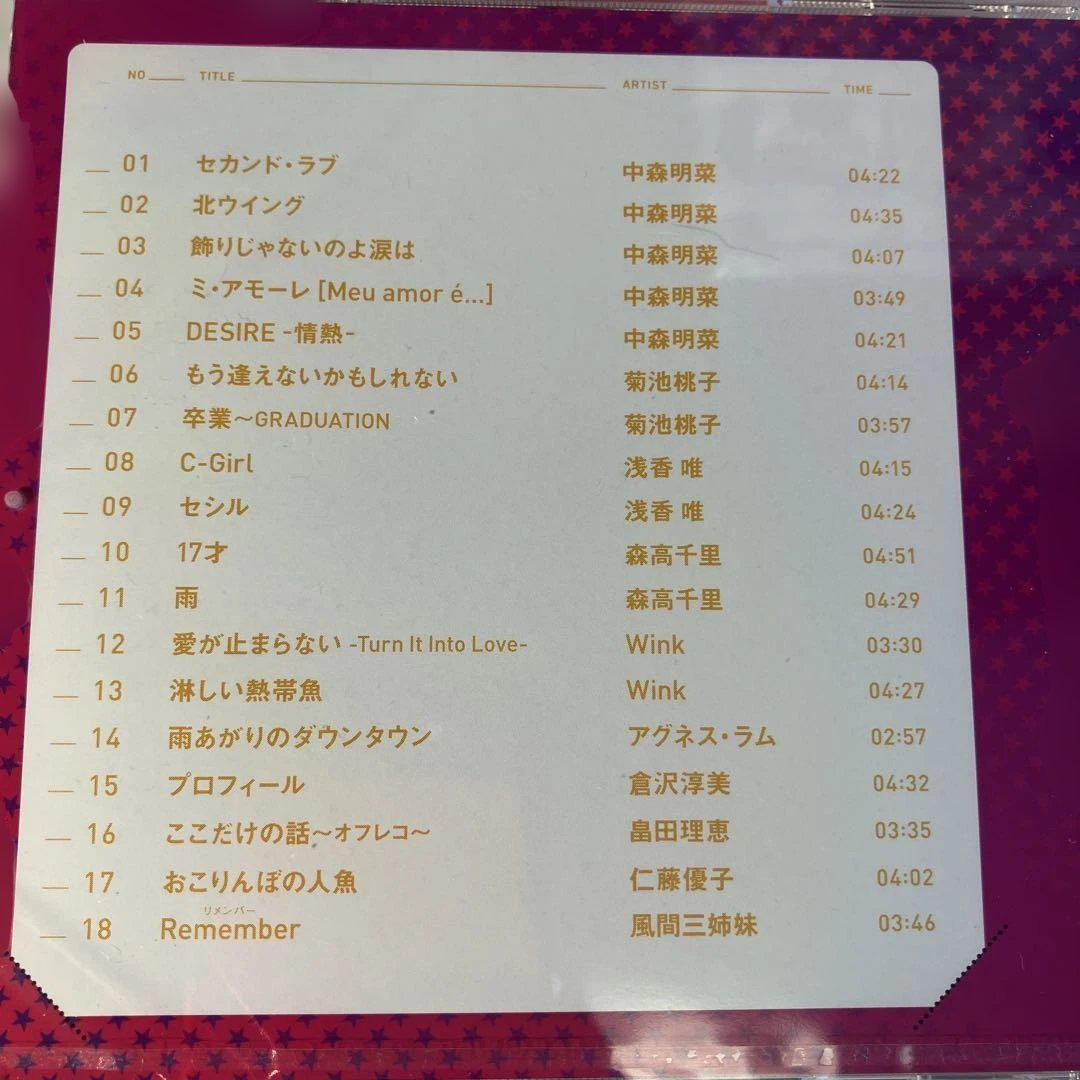 NO TITLE ARTIST TIME
01 セカンド・ラブ 中森明菜 04:22
02 北ウイング 中森明菜 04:35
03 飾りじゃないのよ涙は 中森明菜 04:07
04 ミ・アモーレ [Meu amor é...] 中森明菜 03:49
05 DESIRE -情熱- 中森明菜 04:21
06 もう逢えないかもしれない 菊池桃子 04:14
07 卒業～GRADUATION 菊池桃子 03:57
08 C-Girl 浅香 唯 04:15
09 セシル 浅香 唯 04:24
10 17才 森高千里 04:51
11 雨 森高千里 04:29
12 愛が止まらない -Turn It Into Love- Wink 03:30
13 淋しい熱帯魚 Wink 04:27
14 雨あがりのダウンタウン アグネス・ラム 02:57
15 プロフィール 倉沢淳美 04:32
16 ここだけの話～オフレコ～ 畠田理恵 03:35
17 おこりんぼの人魚 仁藤優子 04:02
リメンバー
18 Remember 風間三姉妹 03:46